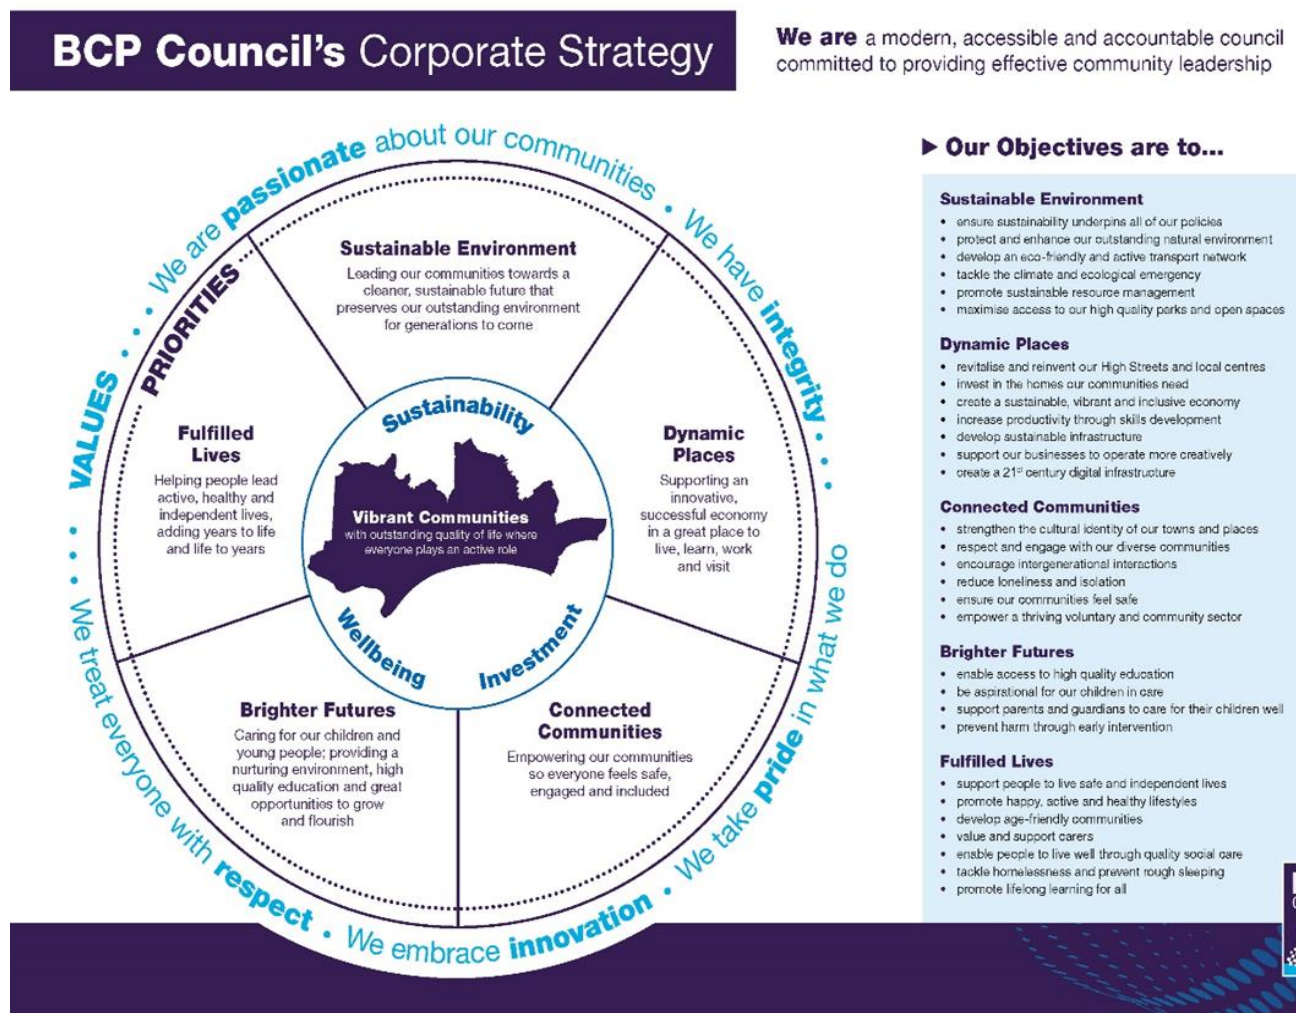 BCP Council's Corporate Strategy
We are a modern, accessible and accountable council
committed to providing effective community leadership
VALUES
We are passionate about our communities
We have integrity
We take pride in what we do
We embrace innovation
We treat everyone with respect
PRIORITIES
Sustainable Environment
Leading our communities towards a
cleaner, sustainable future that
preserves our outstanding environment
for generations to come
Dynamic
Places
Supporting an
innovative,
successful economy
in a great place to
live, learn, work
and visit
Connected
Communities
Empowering our communities
so everyone feels safe,
engaged and included
Brighter Futures
Caring for our children and
young people; providing a
nurturing environment, high
quality education and great
opportunities to grow
and flourish
Fulfilled
Lives
Helping people lead
active, healthy and
independent lives,
adding years to life
and life to years
Sustainability
Vibrant Communities
with outstanding quality of life where
everyone plays an active role
Wellbeing
Investment
Our Objectives are to...
Sustainable Environment
• ensure sustainability underpins all of our policies
• protect and enhance our outstanding natural environment
• develop an eco-friendly and active transport network
• tackle the climate and ecological emergency
• promote sustainable resource management
• maximise access to our high quality parks and open spaces
Dynamic Places
• revitalise and reinvent our High Streets and local centres
• invest in the homes our communities need
• create a sustainable, vibrant and inclusive economy
• increase productivity through skills development
• develop sustainable infrastructure
• support our businesses to operate more creatively
• create a 21st century digital infrastructure
Connected Communities
• strengthen the cultural identity of our towns and places
• respect and engage with our diverse communities
• encourage intergenerational interactions
• reduce loneliness and isolation
• ensure our communities feel safe
• empower a thriving voluntary and community sector
Brighter Futures
• enable access to high quality education
• be aspirational for our children in care
• support parents and guardians to care for their children well
• prevent harm through early intervention
Fulfilled Lives
• support people to live safe and independent lives
• promote happy, active and healthy lifestyles
• develop age-friendly communities
• value and support carers
• enable people to live well through quality social care
• tackle homelessness and prevent rough sleeping
• promote lifelong learning for all